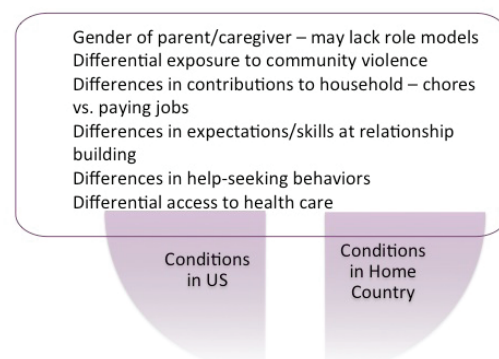 Gender of parent/caregiver – may lack role models
Differential exposure to community violence
Differences in contributions to household – chores
vs. paying jobs
Differences in expectations/skills at relationship
building
Differences in help-seeking behaviors
Differential access to health care
Conditions
in US
Conditions
in Home
Country